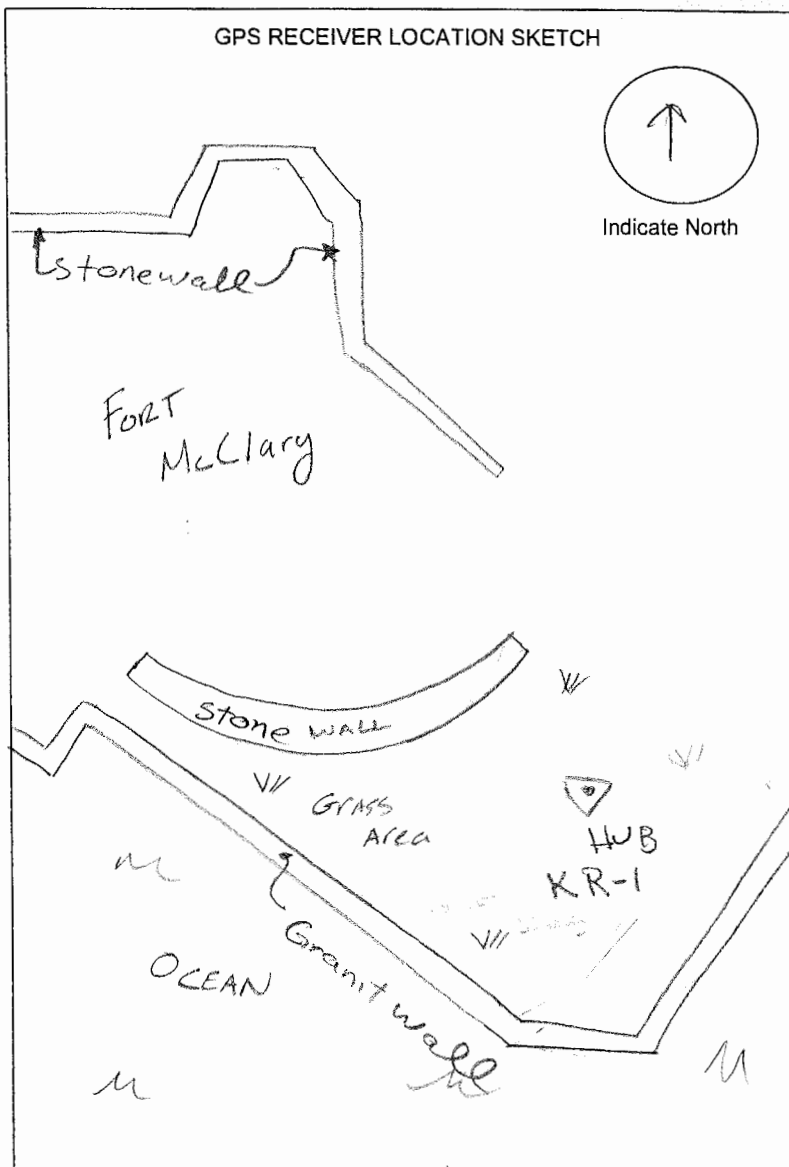 GPS RECEIVER LOCATION SKETCH
Indicate North
Stonewall
FORT
McClary
Stone WALL
GRASS
Area
HUB
KR-1
Granit wall
OCEAN